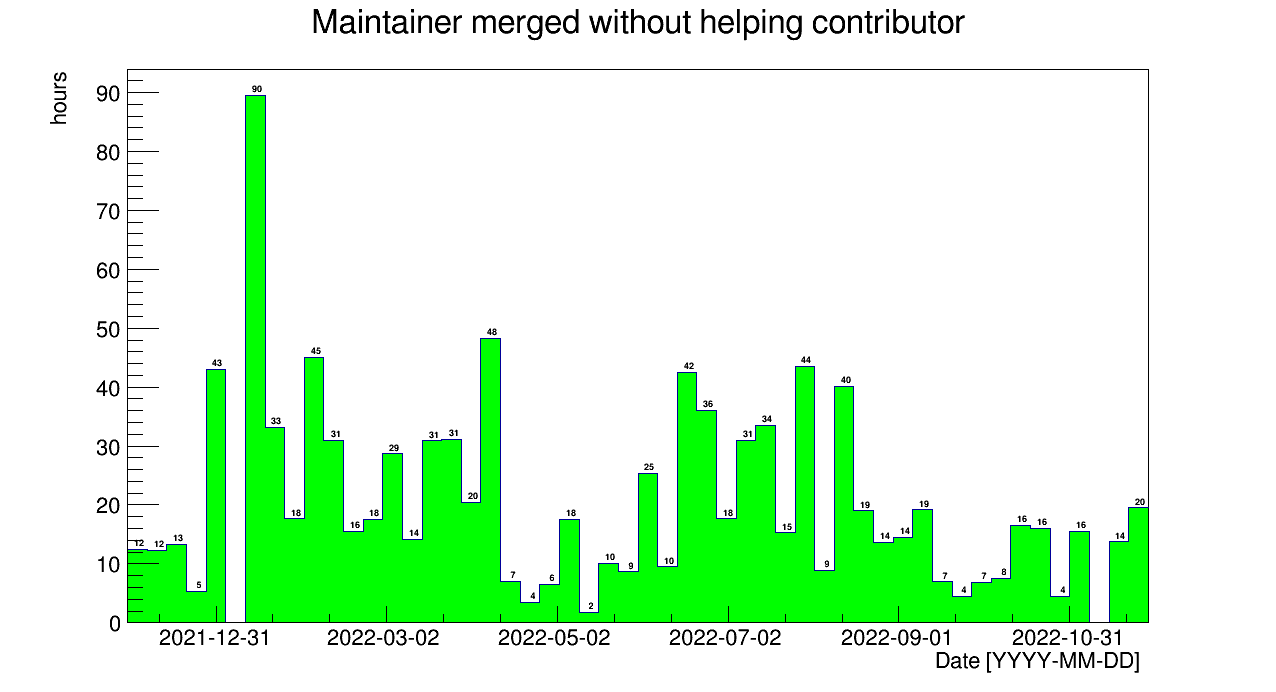 Maintainer merged without helping contributor
hours
90
80
70
60
50
40
30
20
10
0
12 12 13 5 43 90 33 18 45 31 16 18 29 14 31 31 20 48 7 4 6 18 2 10 9 25 10 42 36 18 31 34 15 44 9 40 19 14 14 19 7 4 7 8 16 16 4 16 14 20
2021-12-31 2022-03-02 2022-05-02 2022-07-02 2022-09-01 2022-10-31
Date [YYYY-MM-DD]